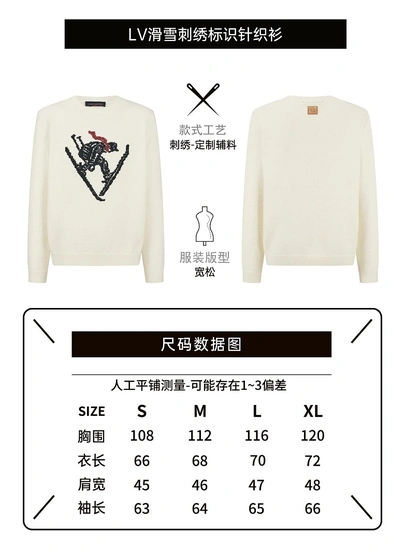 LV滑雪刺绣标识针织衫
款式工艺
刺绣-定制辅料
服装版型
宽松
尺码数据图
人工平铺测量-可能存在1~3偏差
SIZE S M L XL
胸围 108 112 116 120
衣长 66 68 70 72
肩宽 45 46 47 48
袖长 63 64 65 66